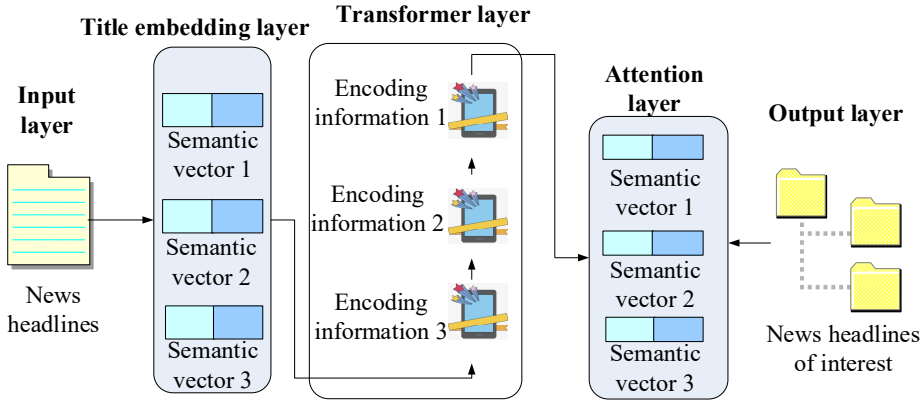 Title embedding layer
Transformer layer
Input
layer
Attention
layer
Output layer
Semantic
vector 1
Semantic
vector 2
Semantic
vector 3
News
headlines
Encoding
information 1
Encoding
information 2
Encoding
information 3
Semantic
vector 1
Semantic
vector 2
Semantic
vector 3
News headlines
of interest